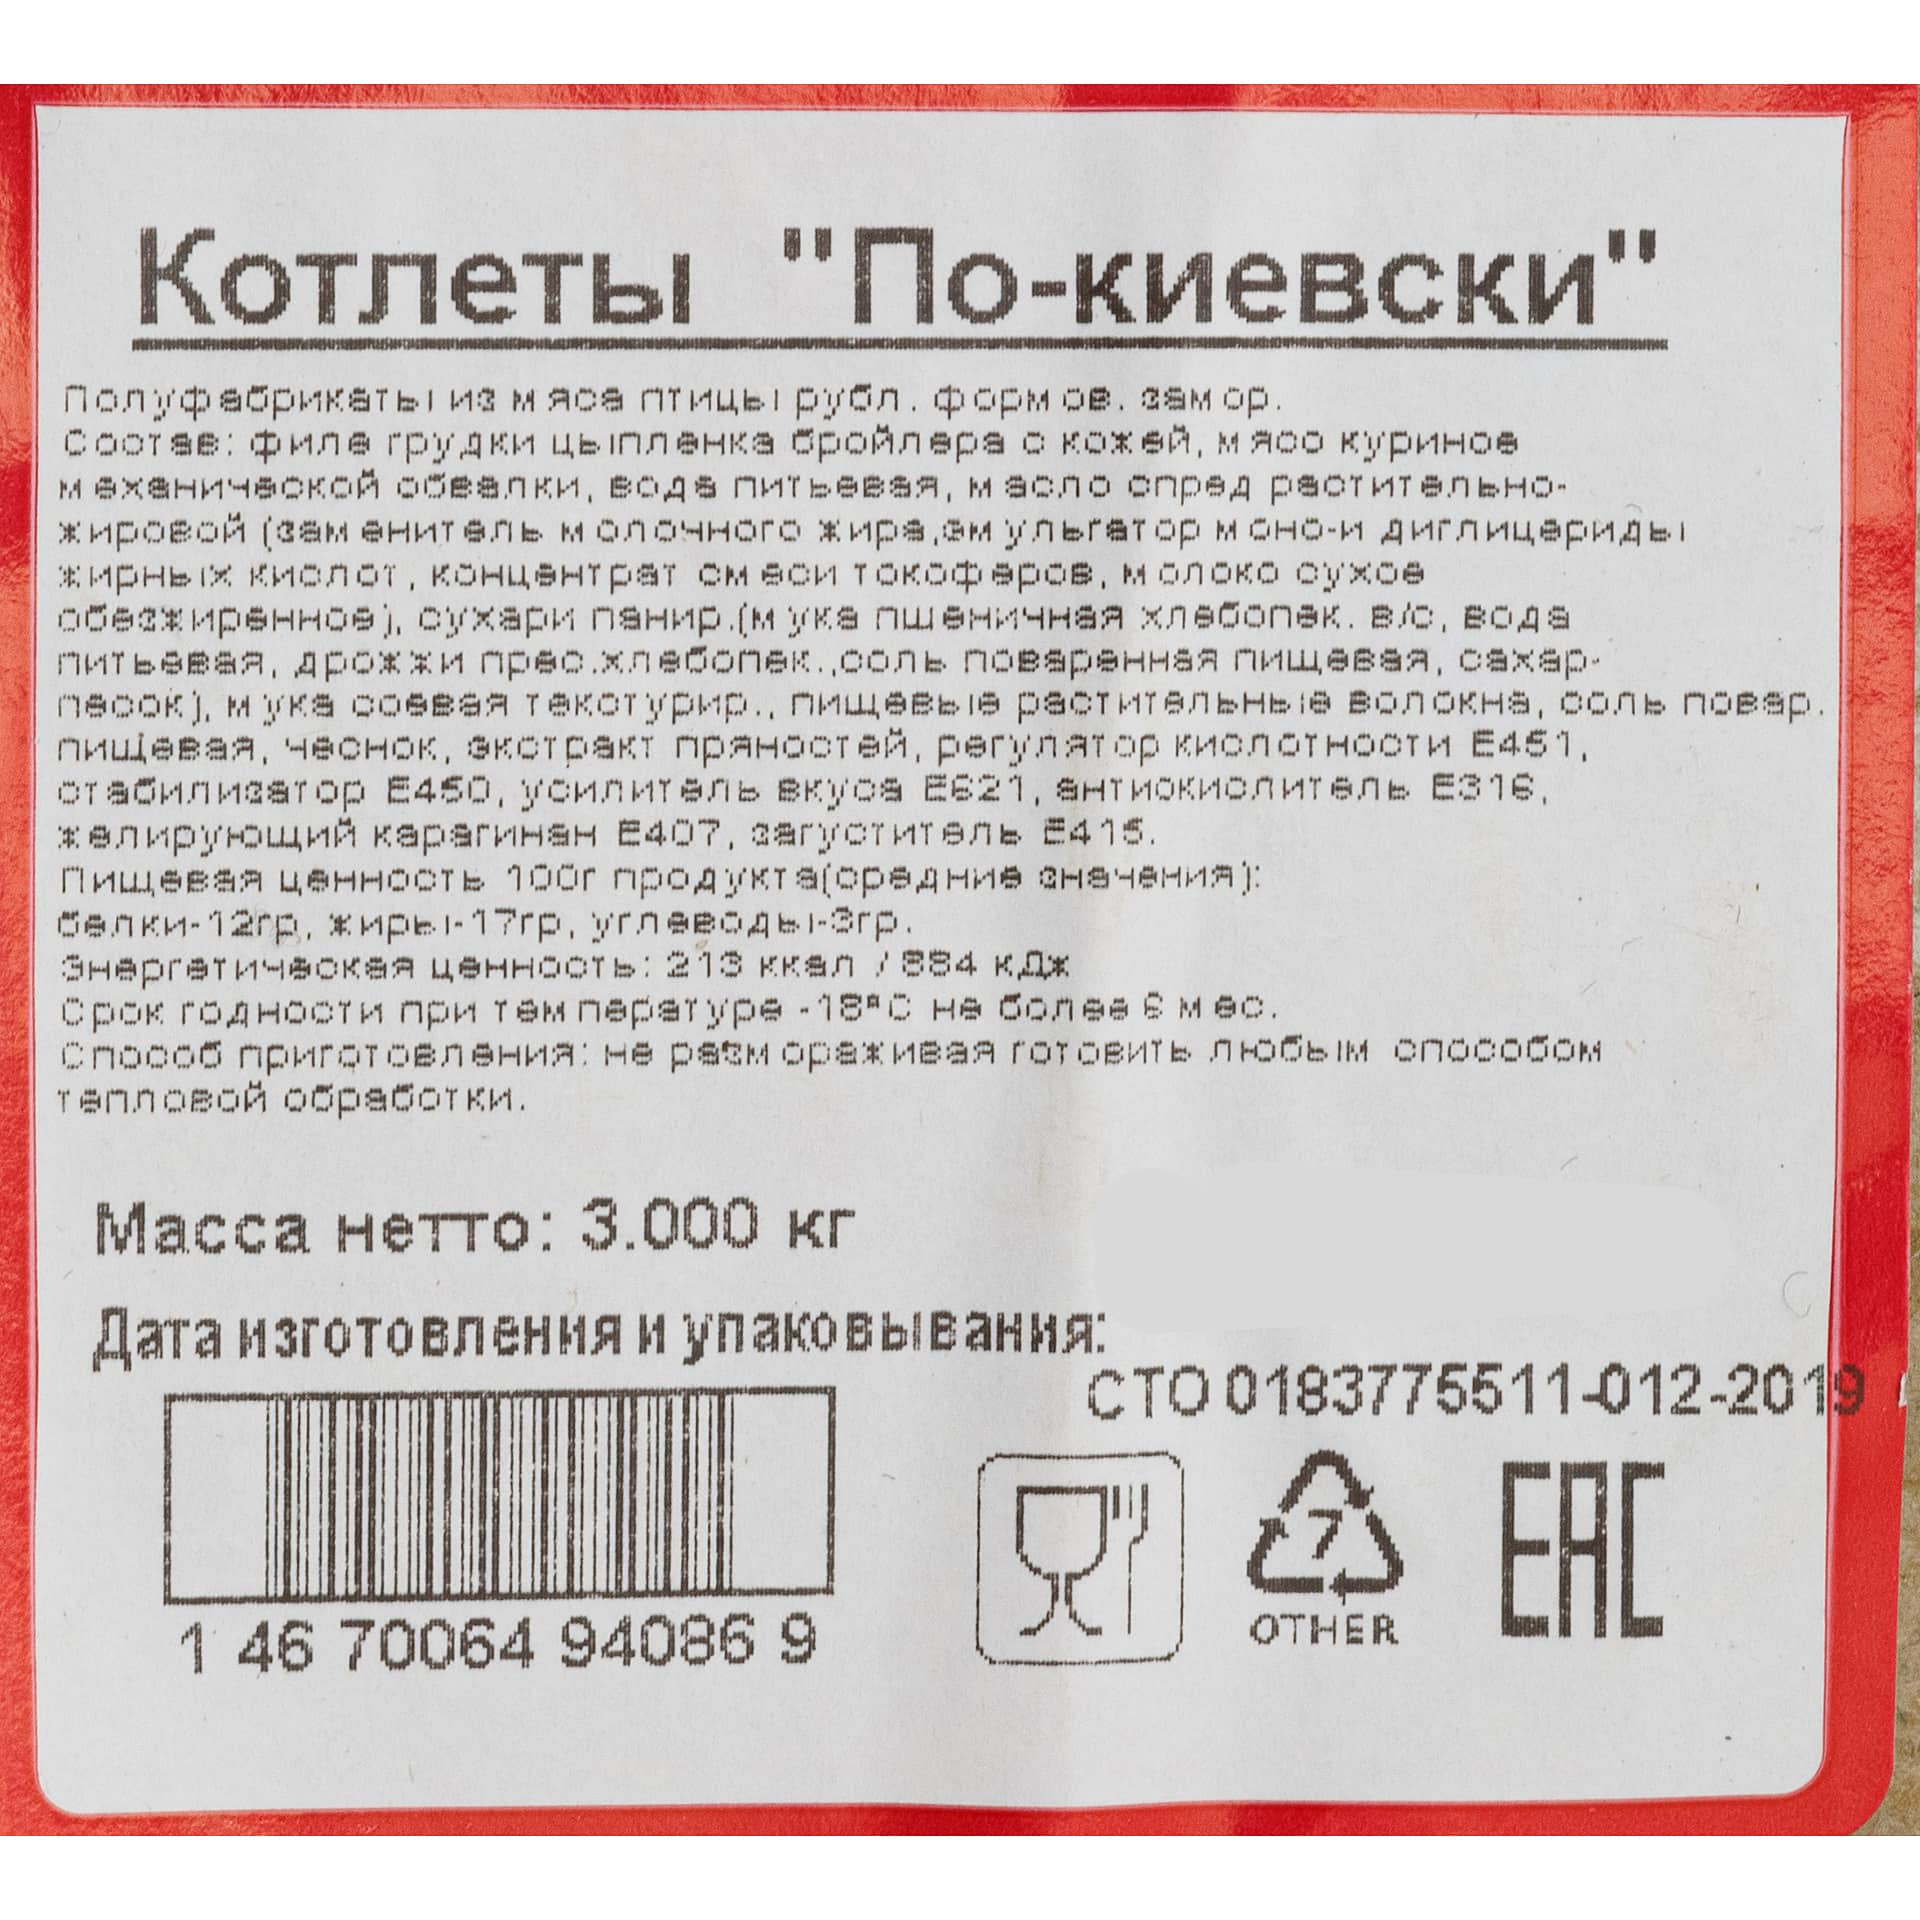 Котлеты "По-киевски"
Полуфабрикаты из мяса птицы рубл. формов. замор.
Состав: филе грудки цыпленка бройлера с кожей, мясо куриное
механической обвалки, вода питьевая, масло спред растительно-
жировой (заменитель молочного жира,эмульгатор моно-и диглицериды
жирных кислот, концентрат смеси токоферов, молоко сухое
обезжиренное), сухари панир.(мука пшеничная хлебопек. в/с, вода
питьевая, дрожжи прес.хлебопек.,соль поваренная пищевая, сахар-
песок), мука соевая текстурир., пищевые растительные волокна, соль повар.
пищевая, чеснок, экстракт пряностей, регулятор кислотности Е451,
стабилизатор Е450, усилитель вкуса Е621, антиокислитель Е316,
желирующий карагинан Е407, загуститель Е415.
Пищевая ценность 100г продукта(средние значения):
белки-12гр, жиры-17гр, углеводы-3гр.
Энергетическая ценность: 213 ккал / 884 кДж
Срок годности при температуре -18°С не более 6 мес.
Способ приготовления: не размораживая готовить любым способом
тепловой обработки.
Масса нетто: 3.000 кг
Дата изготовления и упаковывания:
СТО 0183775511-012-2019
1 46 70064 94086 9
7
OTHER
EAC